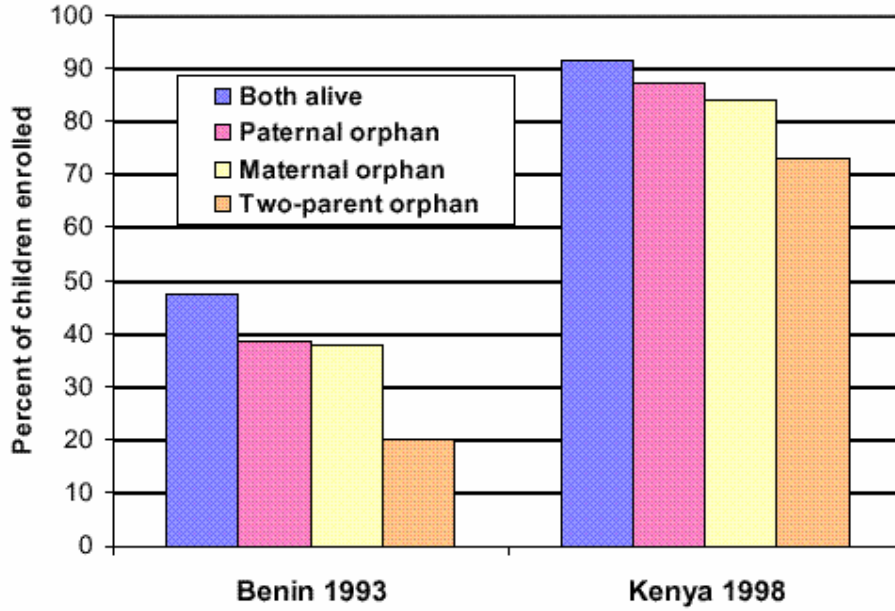 Percent of children enrolled
100
90
80
70
60
50
40
30
20
10
0
Both alive
Paternal orphan
Maternal orphan
Two-parent orphan
Benin 1993
Kenya 1998